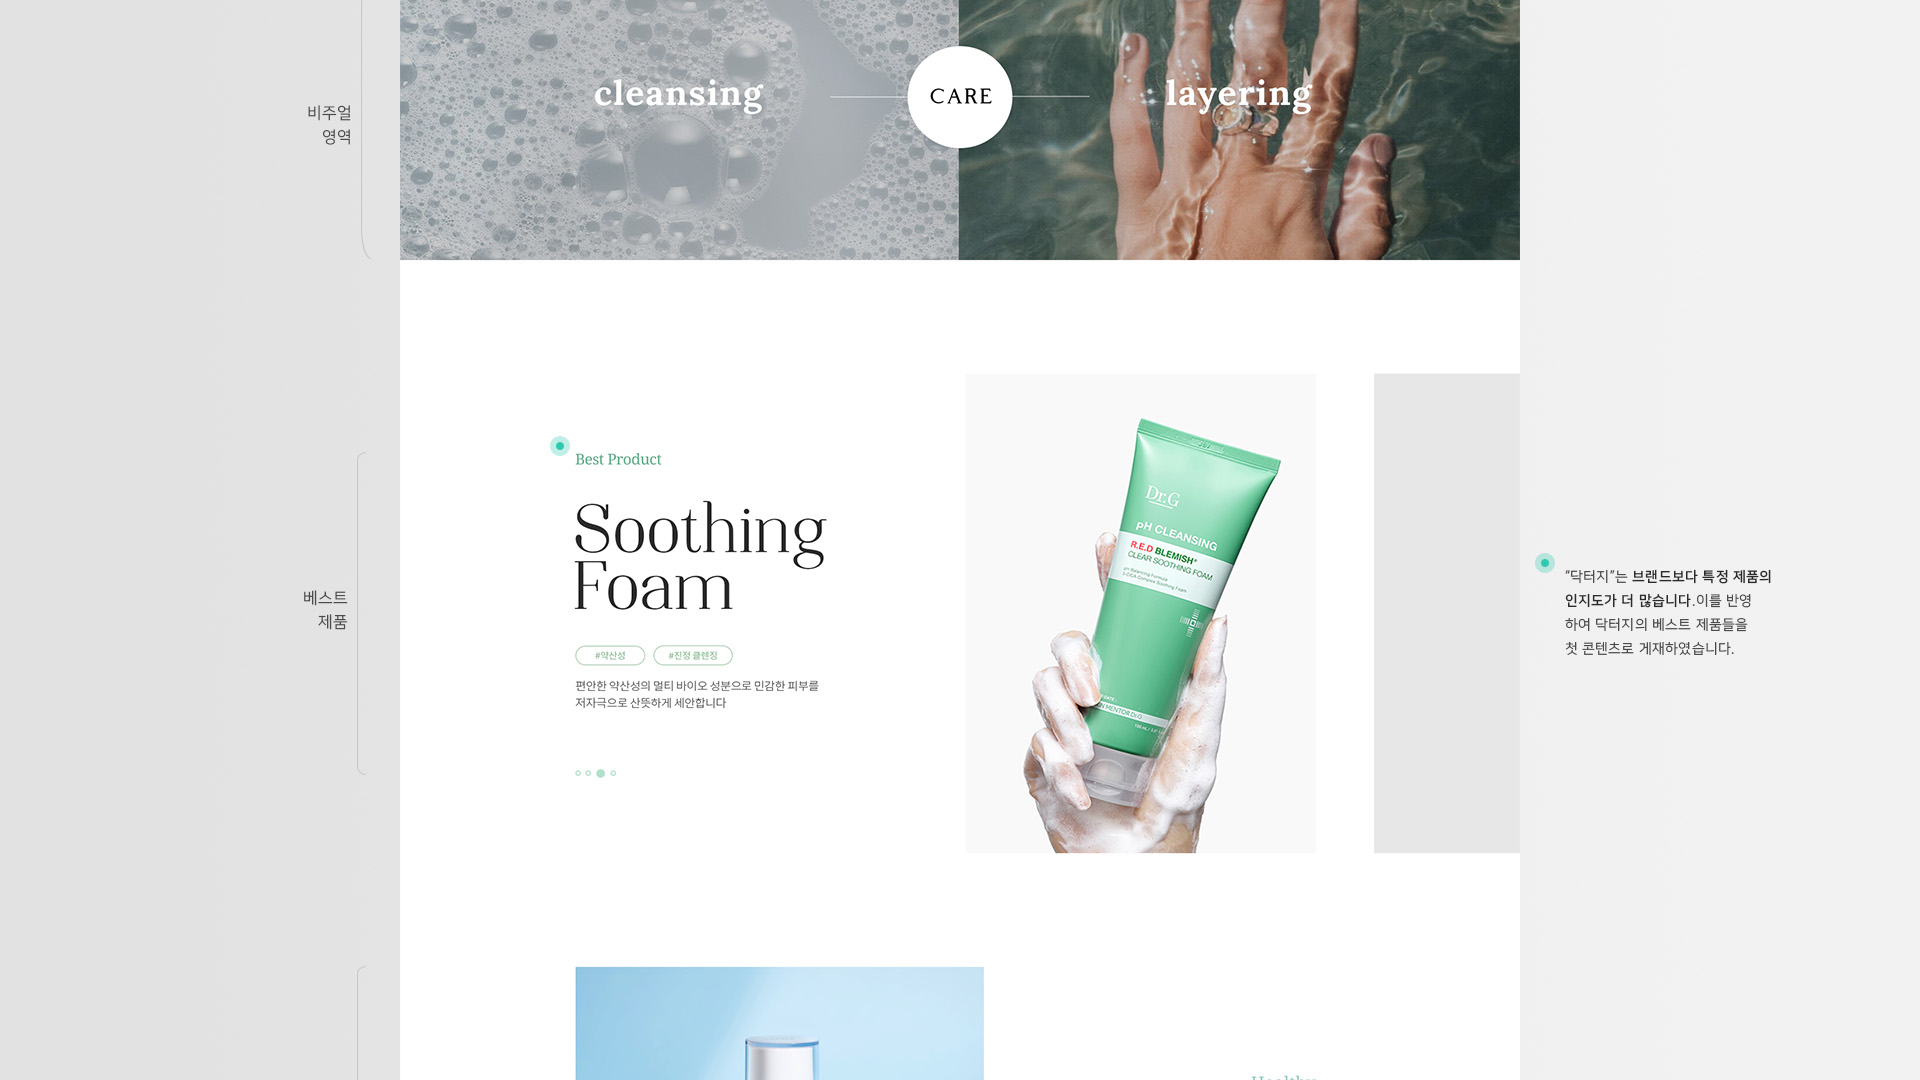 비주얼
영역
cleansing
CARE
layering
Best Product
Soothing
Foam
#약산성
#진정 클렌징
편안한 약산성의 멀티 바이오 성분으로 민감한 피부를
저자극으로 산뜻하게 세안합니다
베스트
제품
Dr.G
pH CLEANSING
R.E.D BLEMISH®
CLEAR SOOTHING FOAM
pH Balancing Formula
"닥터지"는 브랜드보다 특정 제품의
인지도가 더 많습니다.이를 반영
하여 닥터지의 베스트 제품들을
첫 콘텐츠로 게재하였습니다.